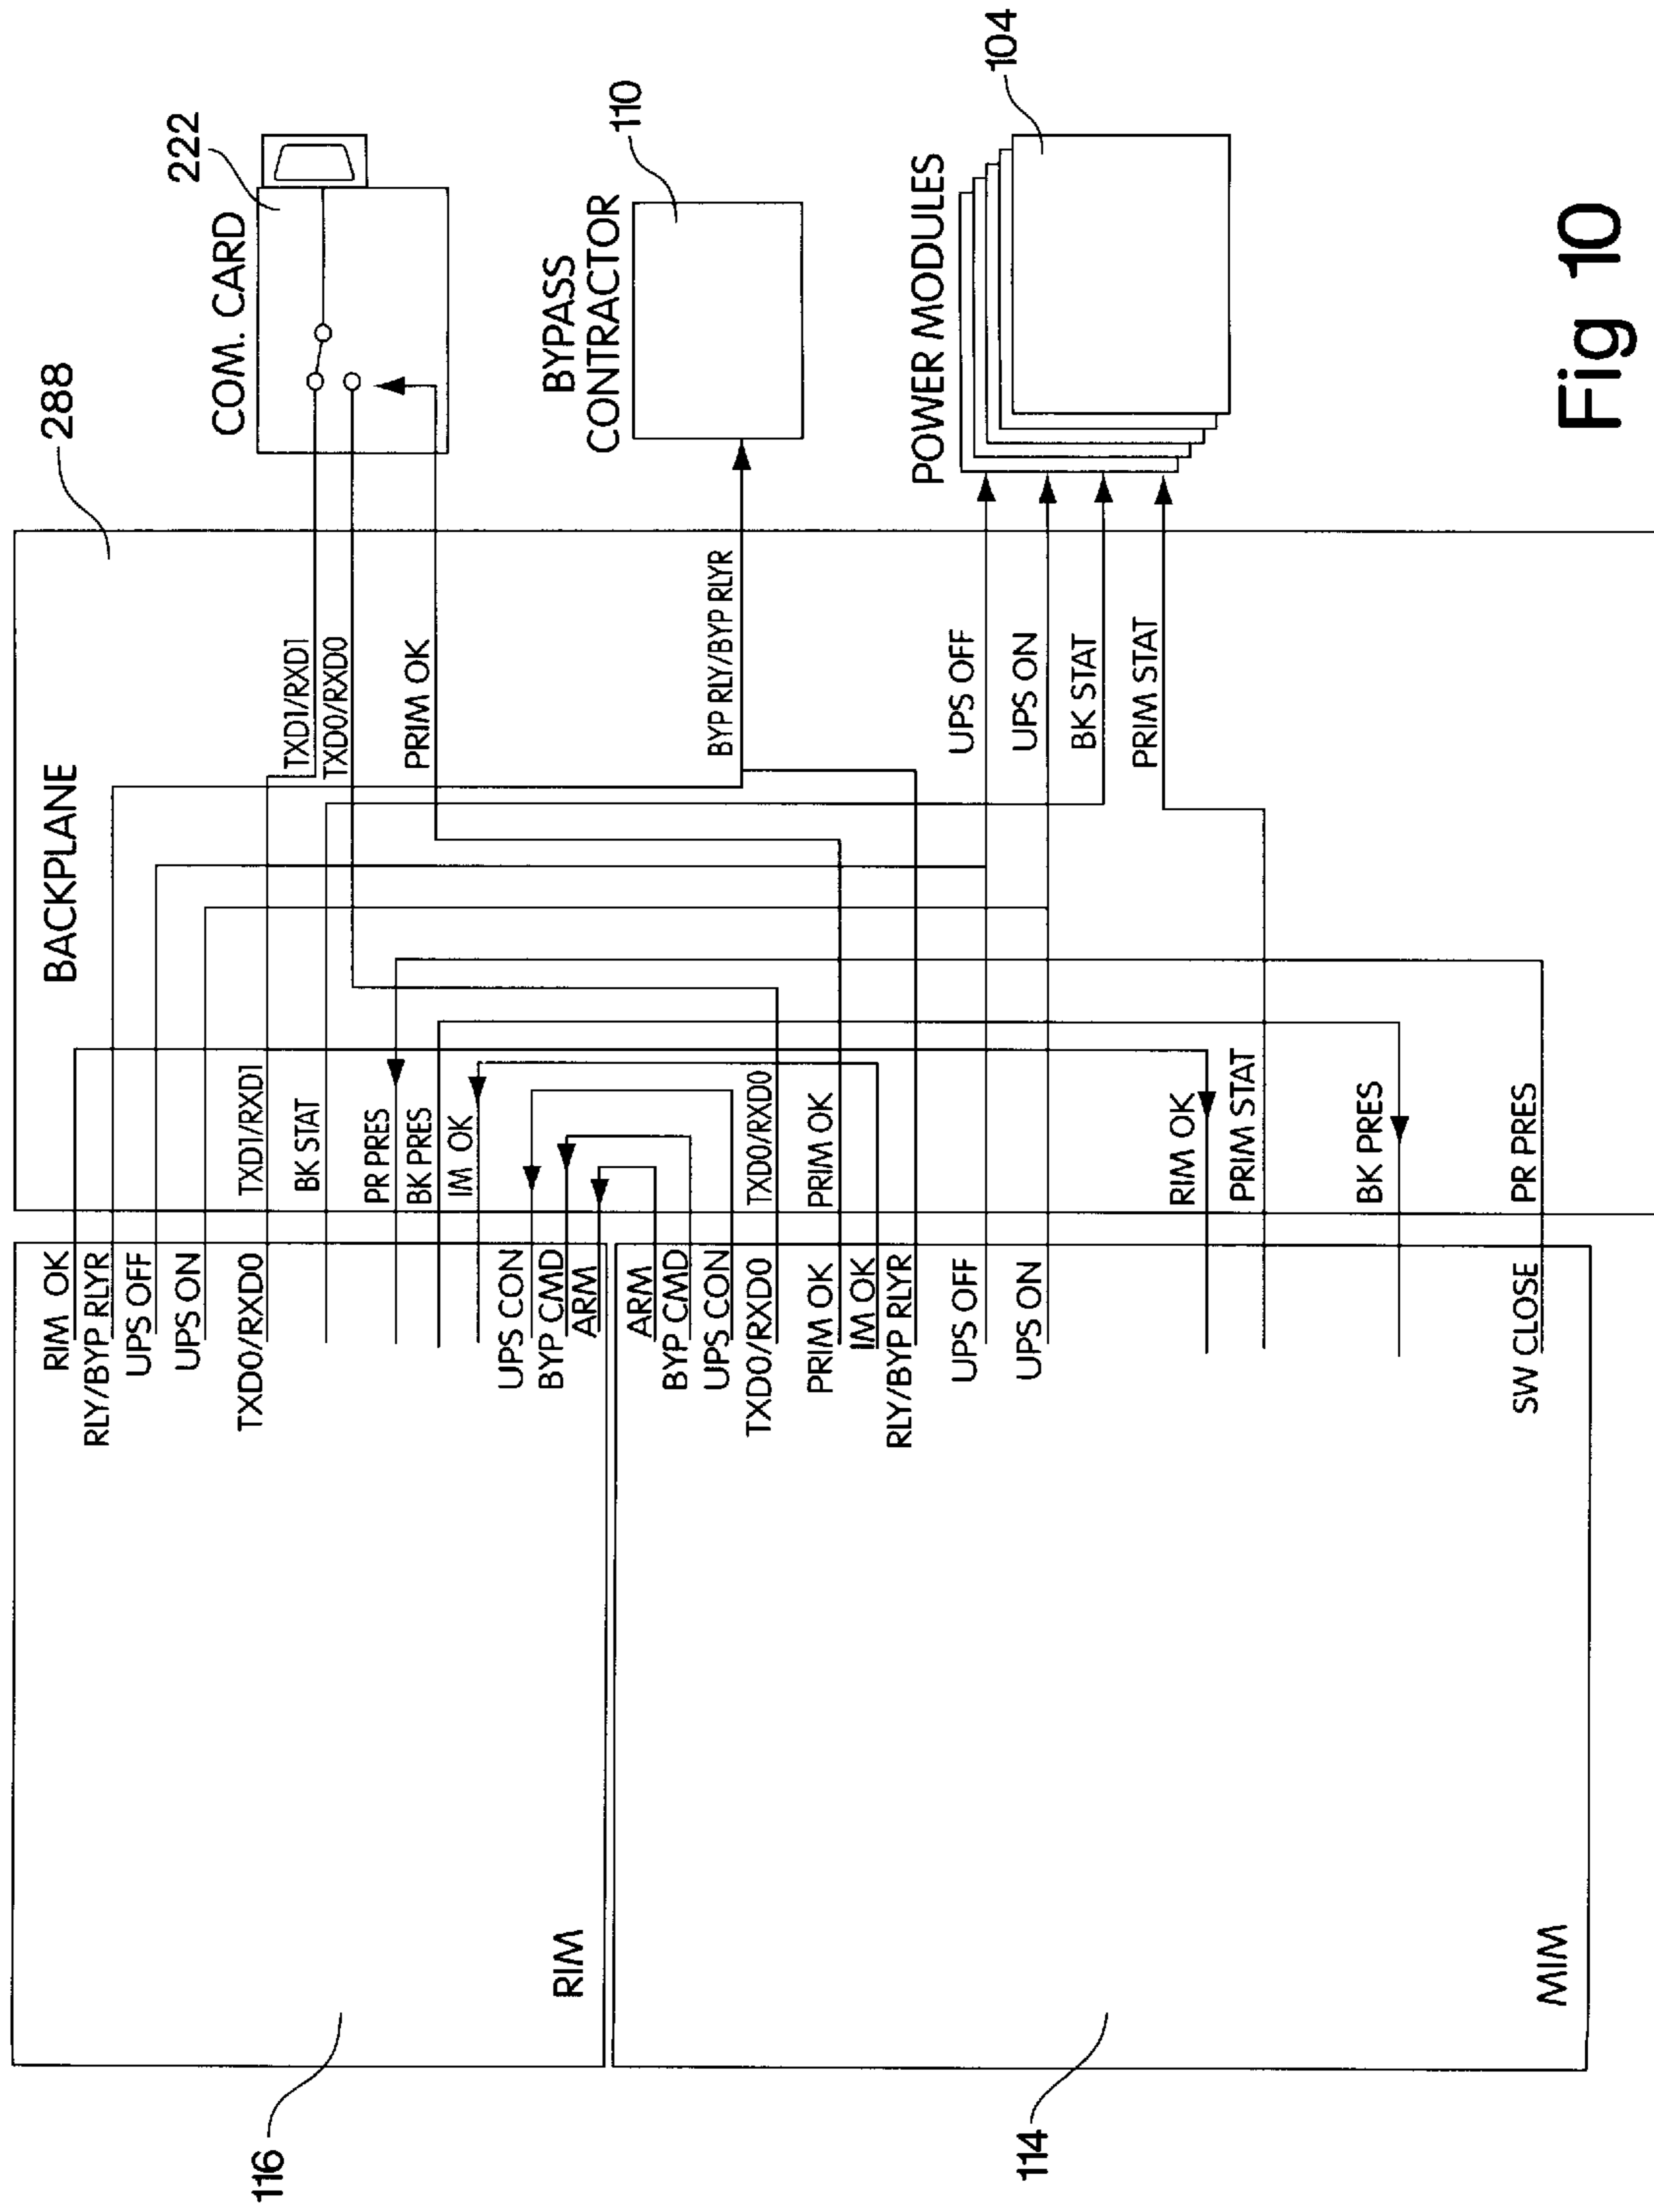 116
RIM
RIM OK
RLY/BYP RLYR
UPS OFF
UPS ON
TXD0/RXD0
UPS CON
BYP CMD
ARM
114
MIM
ARM
BYP CMD
UPS CON
TXD0/RXD0
PRIM OK
IM OK
RLY/BYP RLYR
UPS OFF
UPS ON
SW CLOSE
288
BACKPLANE
TXD1/RXD1
BK STAT
PR PRES
BK PRES
IM OK
TXD0/RXD0
PRIM OK
RIM OK
PRIM STAT
BK PRES
PR PRES
TXD1/RXD1
TXD0/RXD0
PRIM OK
BYP RLY/BYP RLYR
UPS OFF
UPS ON
BK STAT
PRIM STAT
COM. CARD
222
BYPASS
CONTRACTOR
110
POWER MODULES
104
Fig 10